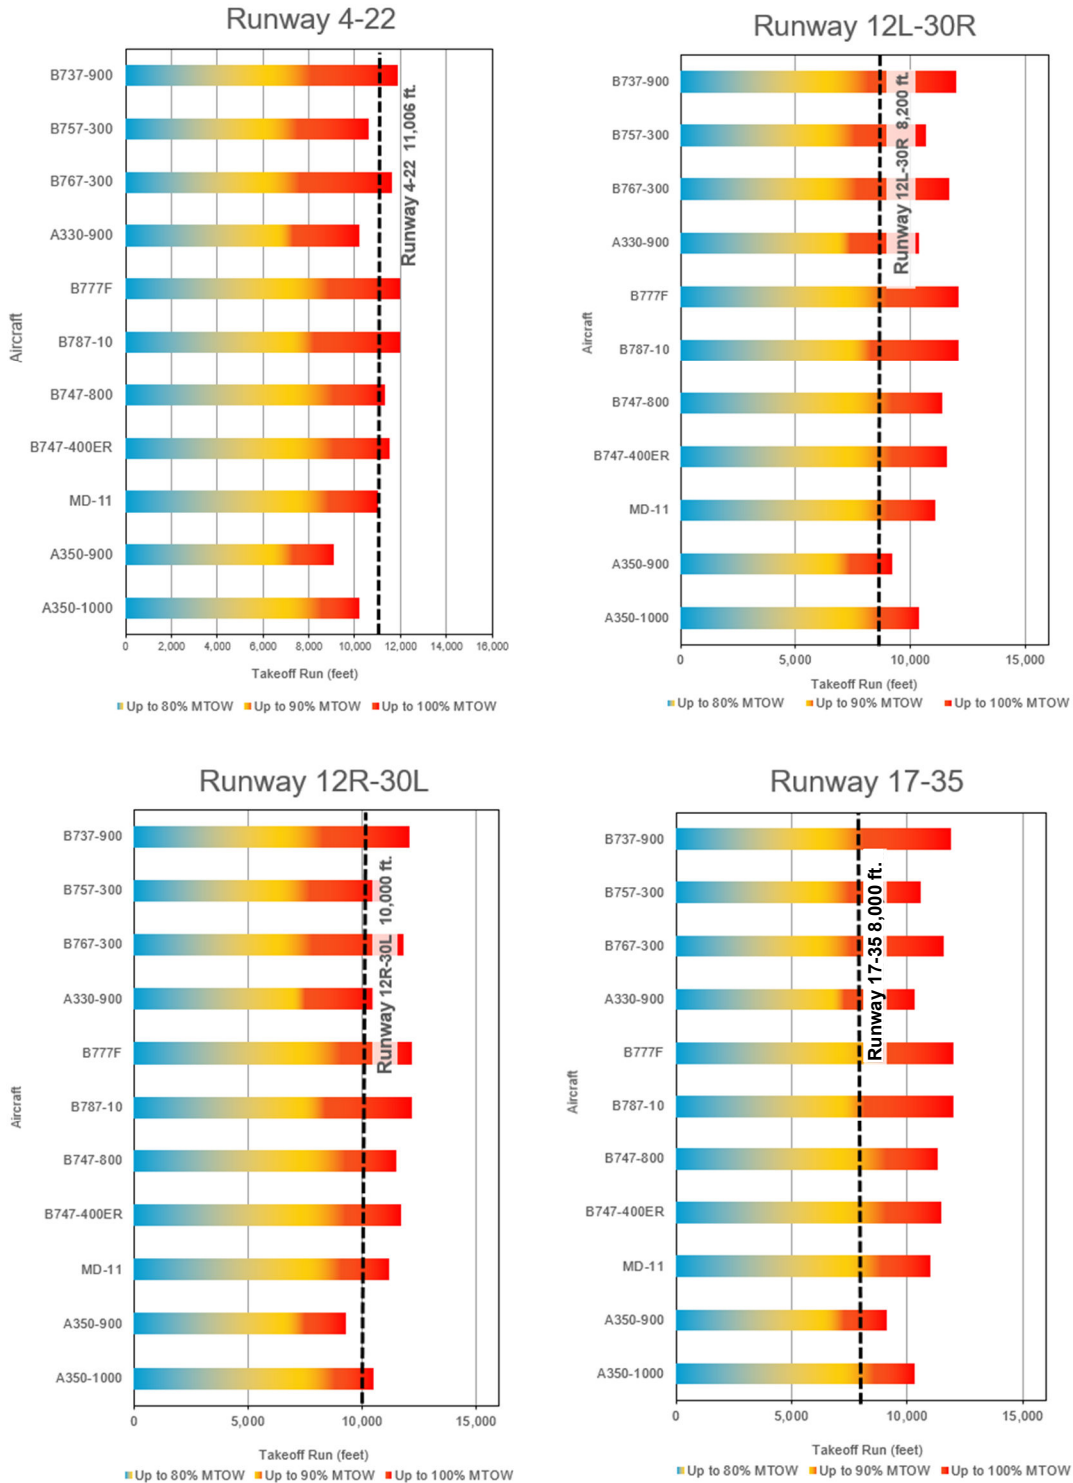 Runway 4-22
B737-900
B757-300
B767-300
A330-900
B777F
B787-10
B747-800
B747-400ER
MD-11
A350-900
A350-1000
Aircraft
Runway 4-22 11,006 ft.
0 2,000 4,000 6,000 8,000 10,000 12,000 14,000 16,000
Takeoff Run (feet)
Up to 80% MTOW Up to 90% MTOW Up to 100% MTOW
Runway 12L-30R
B737-900
B757-300
B767-300
A330-900
B777F
B787-10
B747-800
B747-400ER
MD-11
A350-900
A350-1000
Aircraft
Runway 12L-30R 8,200 ft.
0 5,000 10,000 15,000
Takeoff Run (feet)
Up to 80% MTOW Up to 90% MTOW Up to 100% MTOW
Runway 12R-30L
B737-900
B757-300
B767-300
A330-900
B777F
B787-10
B747-800
B747-400ER
MD-11
A350-900
A350-1000
Aircraft
Runway 12R-30L 10,000 ft.
0 5,000 10,000 15,000
Takeoff Run (feet)
Up to 80% MTOW Up to 90% MTOW Up to 100% MTOW
Runway 17-35
B737-900
B757-300
B767-300
A330-900
B777F
B787-10
B747-800
B747-400ER
MD-11
A350-900
A350-1000
Aircraft
Runway 17-35 8,000 ft.
0 5,000 10,000 15,000
Takeoff Run (feet)
Up to 80% MTOW Up to 90% MTOW Up to 100% MTOW